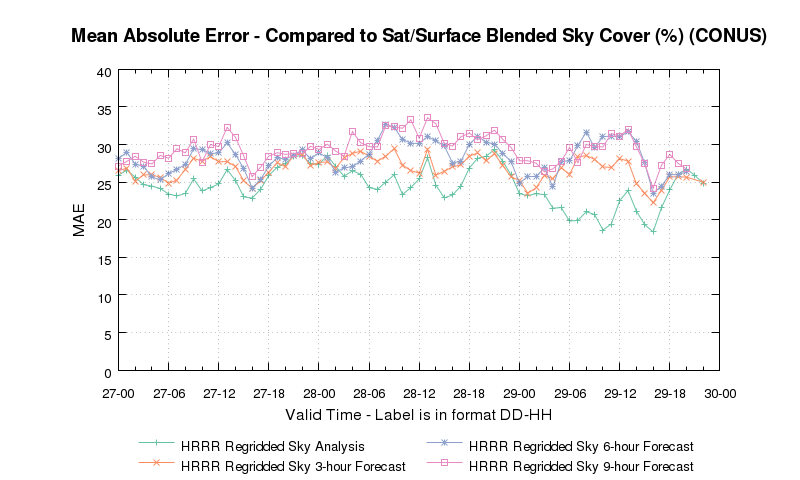 Mean Absolute Error - Compared to Sat/Surface Blended Sky Cover (%) (CONUS)
40
35
30
25
20
15
10
5
0
MAE
27-00 27-06 27-12 27-18 28-00 28-06 28-12 28-18 29-00 29-06 29-12 29-18 30-00
Valid Time - Label is in format DD-HH
HRRR Regridded Sky Analysis
HRRR Regridded Sky 3-hour Forecast
HRRR Regridded Sky 6-hour Forecast
HRRR Regridded Sky 9-hour Forecast